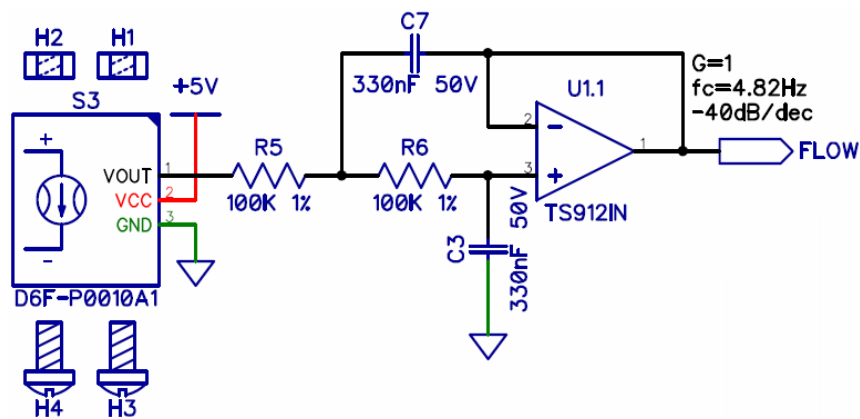 H2 H1
C7
330nF 50V
G=1
fc=4.82Hz
-40dB/dec
+5V
U1.1
S3
+
VOUT 1
VCC 2
GND 3
-
R5
100K 1%
R6
100K 1%
2 -
3 +
1
FLOW
TS912IN
C3
330nF
50V
D6F-P0010A1
H4 H3